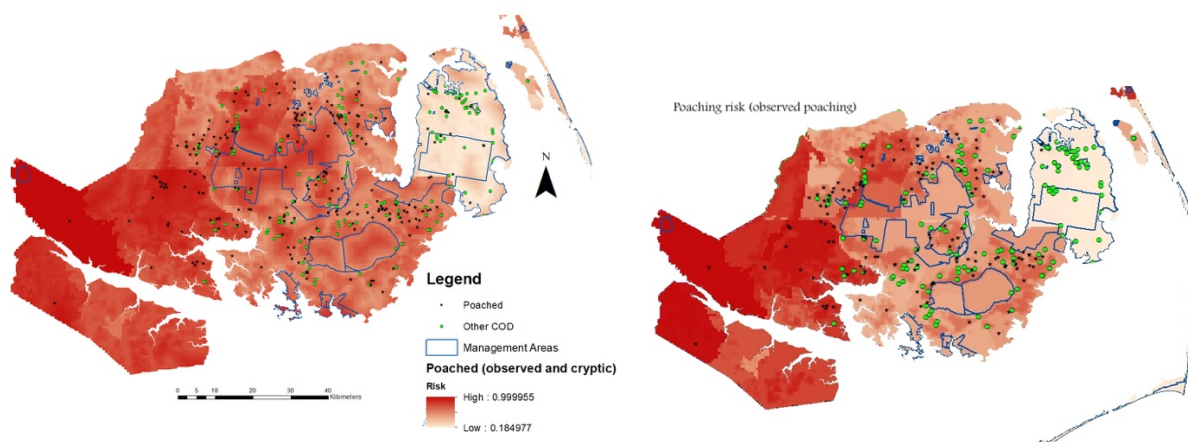 Poaching risk (observed poaching)
N
Legend
Poached
Other COD
Management Areas
Poached (observed and cryptic)
Risk
High : 0.999955
Low : 0.184977
0 5 10 20 30 40
Kilometers